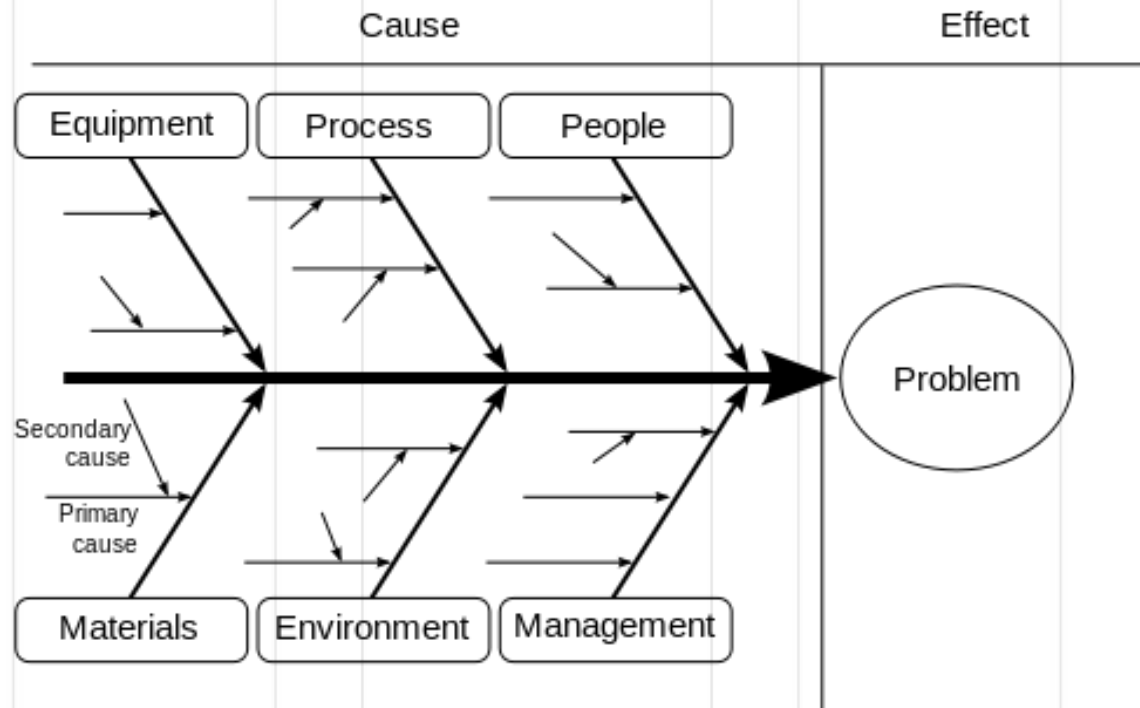 Cause
Effect
Equipment
Process
People
Problem
Secondary
cause
Primary
cause
Materials
Environment
Management